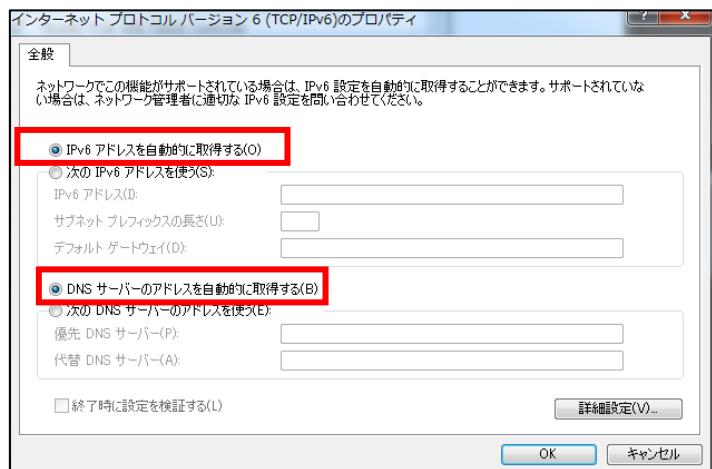 インターネット プロトコル バージョン 6 (TCP/IPv6)のプロパティ
全般
ネットワークでこの機能がサポートされている場合は、IPv6 設定を自動的に取得することができます。サポートされていな
い場合は、ネットワーク管理者に適切な IPv6 設定を問い合わせてください。
IPv6 アドレスを自動的に取得する(O)
次の IPv6 アドレスを使う(S):
IPv6 アドレス(I):
サブネット プレフィックスの長さ(U):
デフォルト ゲートウェイ(D):
DNS サーバーのアドレスを自動的に取得する(B)
次の DNS サーバーのアドレスを使う(E):
優先 DNS サーバー(P):
代替 DNS サーバー(A):
終了時に設定を検証する(L)
詳細設定(V)...
OK
キャンセル